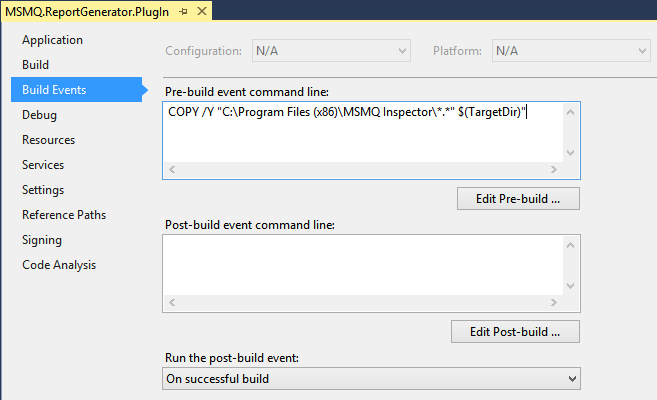 MSMQ.ReportGenerator.PlugIn
Application
Configuration: N/A Platform: N/A
Build
Build Events
Debug
Resources
Services
Settings
Reference Paths
Signing
Code Analysis
Pre-build event command line:
COPY /Y "C:\Program Files (x86)\MSMQ Inspector\*.*" $(TargetDir)"
Edit Pre-build ...
Post-build event command line:
Edit Post-build ...
Run the post-build event:
On successful build